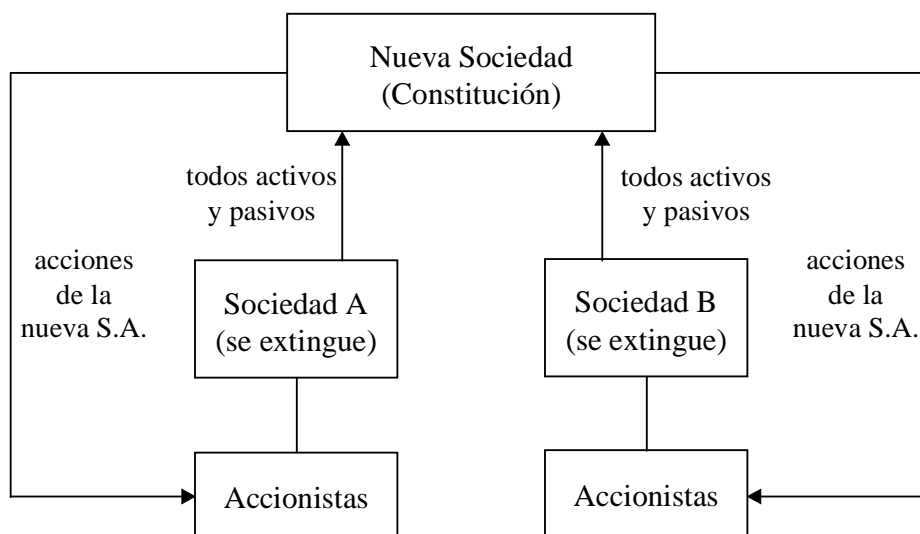 Nueva Sociedad
(Constitución)
todos activos
y pasivos
todos activos
y pasivos
acciones
de la
nueva S.A.
Sociedad A
(se extingue)
Sociedad B
(se extingue)
acciones
de la
nueva S.A.
Accionistas
Accionistas